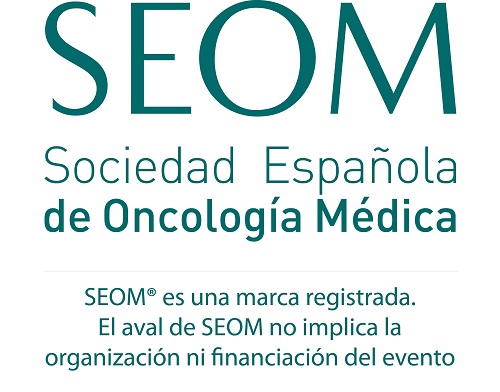 SEOM
Sociedad Española
de Oncología Médica
SEOM® es una marca registrada.
El aval de SEOM no implica la
organización ni financiación del evento